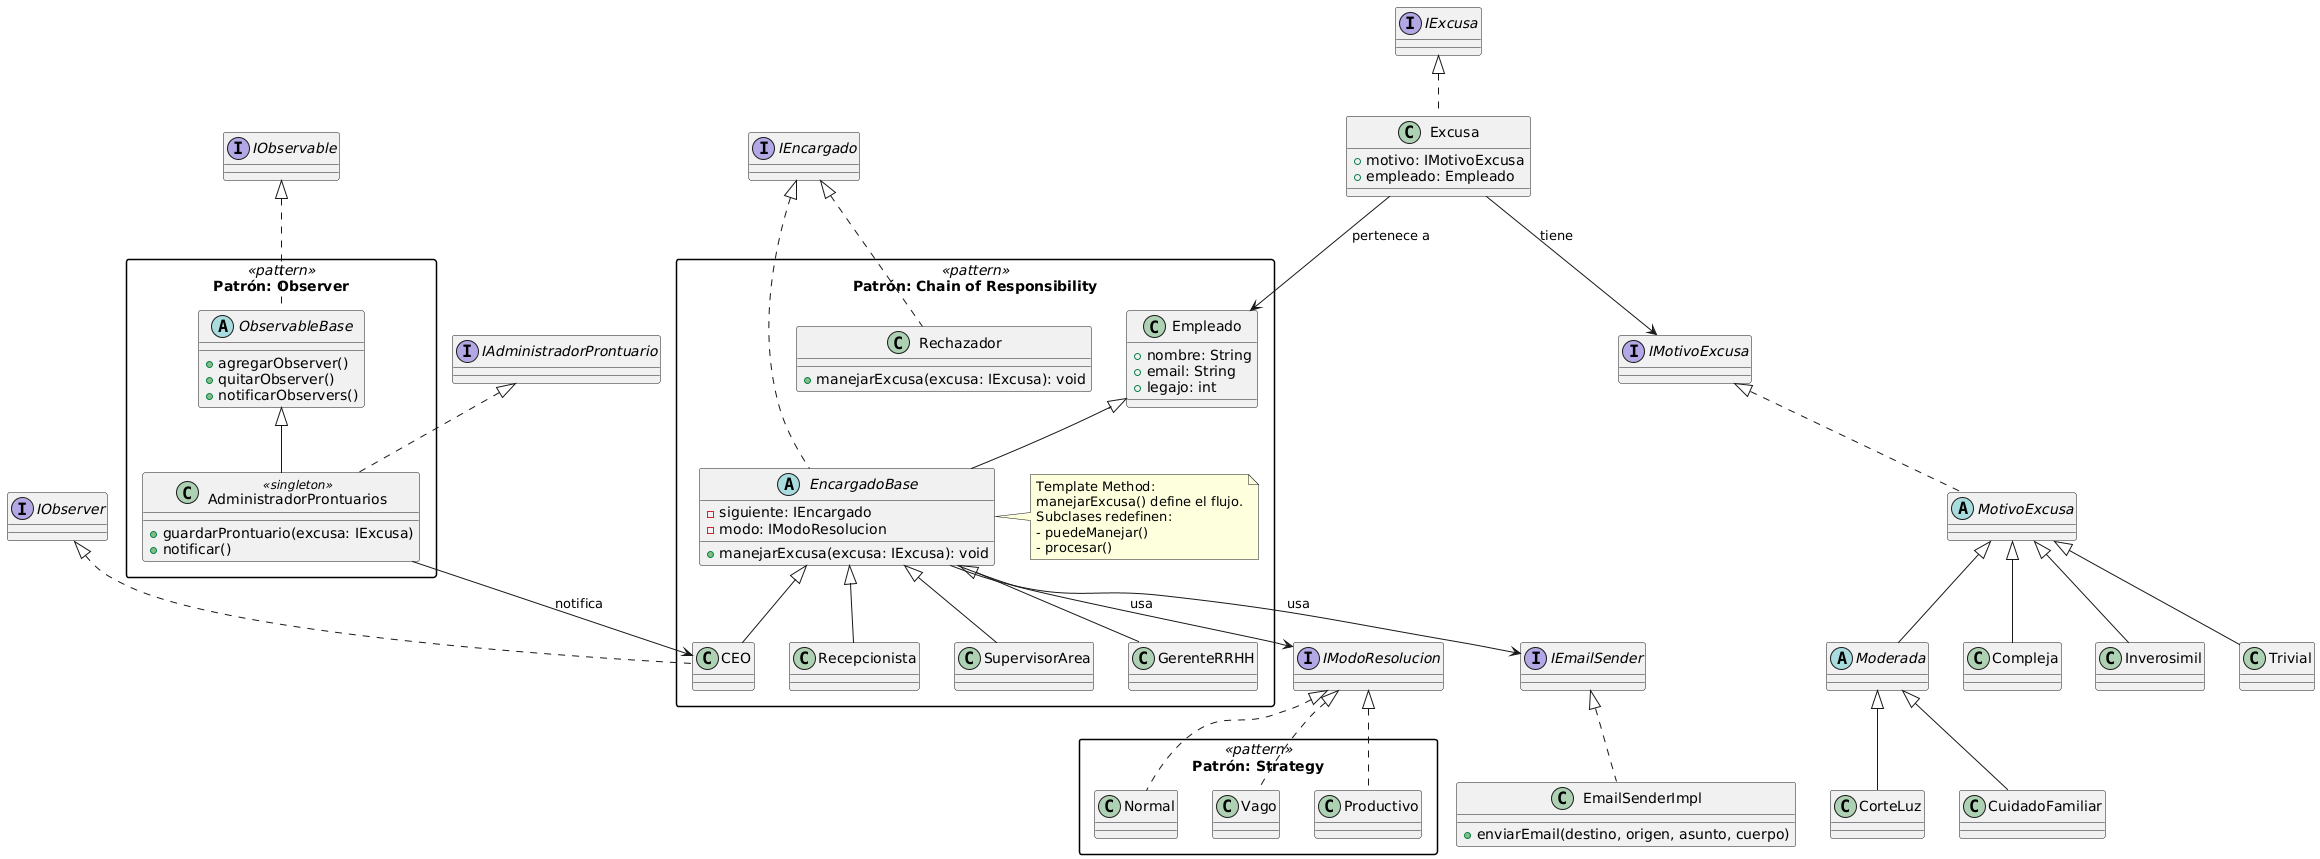 IExcusa
Excusa
motivo: IMotivoExcusa
empleado: Empleado
IObservable
IEncargado
pertenece a
tiene
«pattern»
Patrón: Observer
ObservableBase
agregarObserver()
quitarObserver()
notificarObservers()
IAdministradorProntuario
«pattern»
Patrón: Chain of Responsibility
Rechazador
manejarExcusa(excusa: IExcusa): void
Empleado
nombre: String
email: String
legajo: int
IMotivoExcusa
IObserver
«singleton»
AdministradorProntuarios
guardarProntuario(excusa: IExcusa)
notificar()
EncargadoBase
siguiente: IEncargado
modo: IModoResolucion
manejarExcusa(excusa: IExcusa): void
Template Method:
manejarExcusa() define el flujo.
Subclases redefinen:
- puedeManejar()
- procesar()
MotivoExcusa
notifica
usa
usa
CEO
Recepcionista
SupervisorArea
GerenteRRHH
IModoResolucion
IEmailSender
Moderada
Compleja
Inverosimil
Trivial
«pattern»
Patrón: Strategy
Normal
Vago
Productivo
EmailSenderImpl
enviarEmail(destino, origen, asunto, cuerpo)
CorteLuz
CuidadoFamiliar